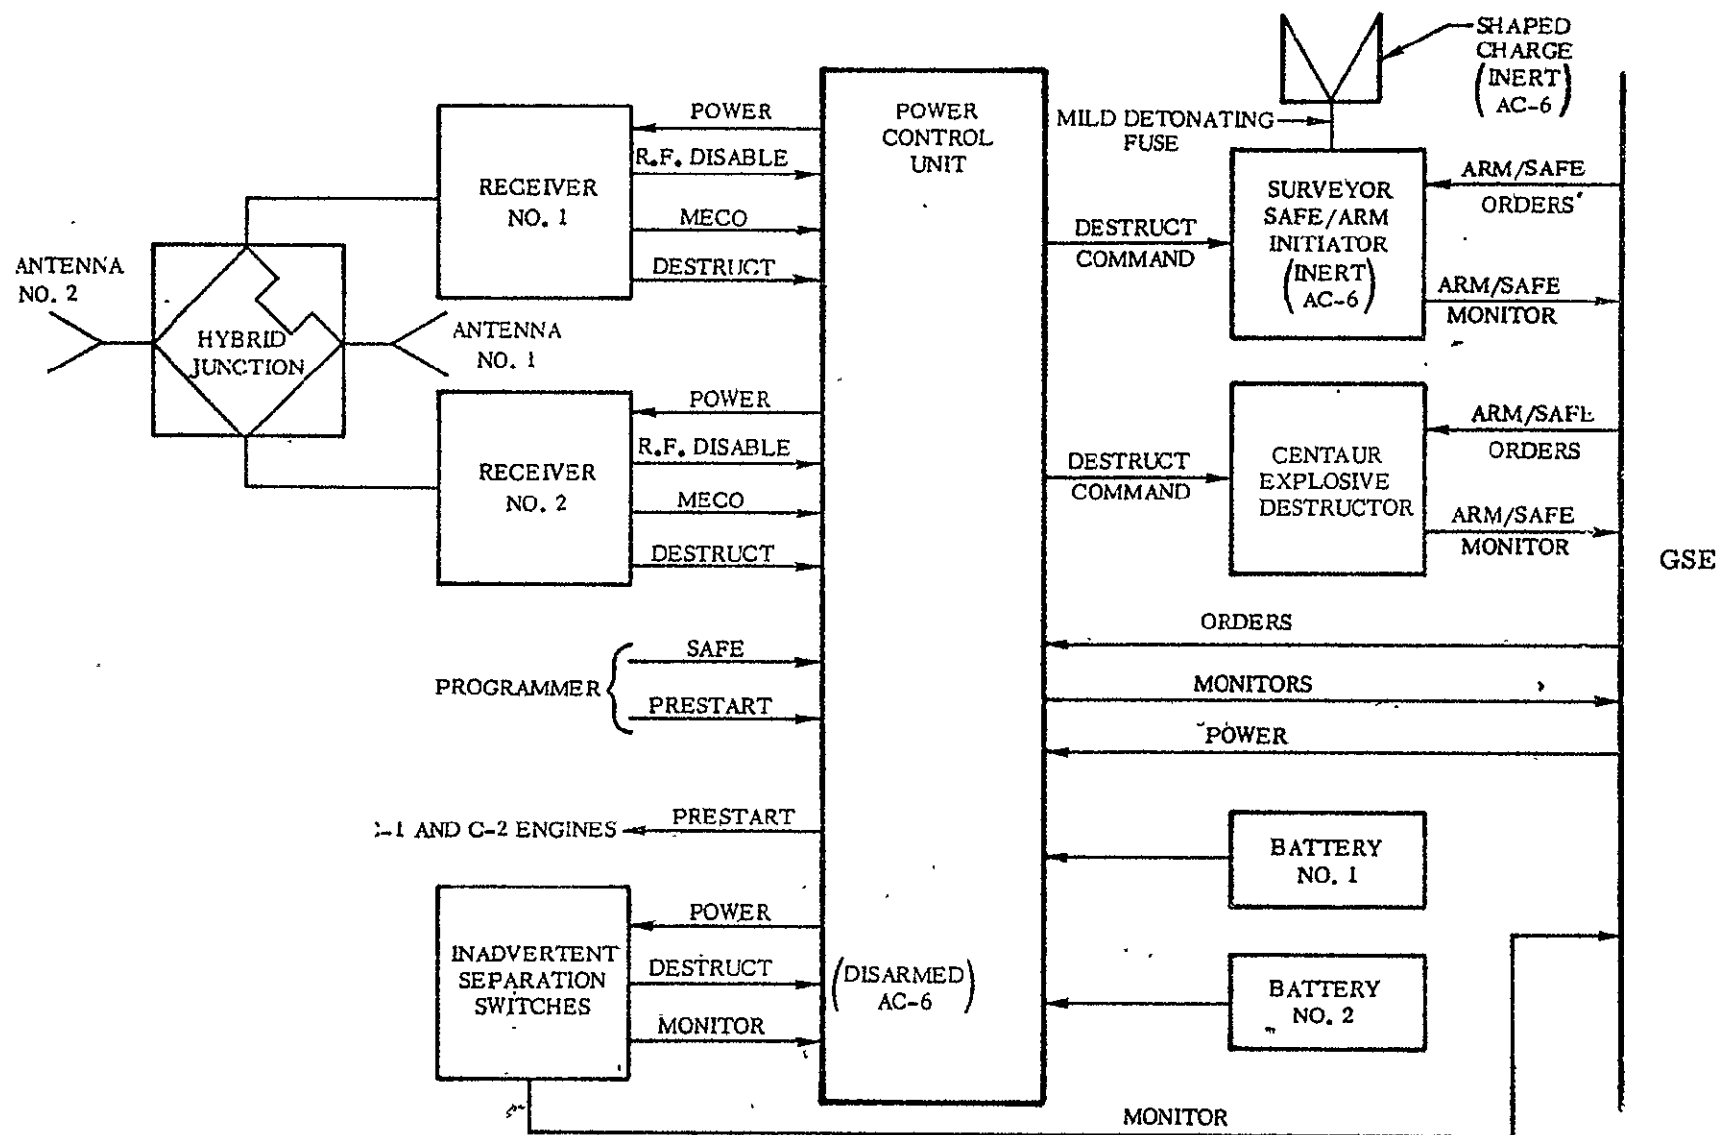 SHAPED
CHARGE
(INERT)
AC-6
POWER
R.F. DISABLE
MECO
DESTRUCT
RECEIVER
NO. 1
POWER
CONTROL
UNIT
MILD DETONATING
FUSE
SURVEYOR
SAFE/ARM
INITIATOR
(INERT)
AC-6
ARM/SAFE
ORDERS
DESTRUCT
COMMAND
ARM/SAFE
MONITOR
ANTENNA
NO. 2
HYBRID
JUNCTION
ANTENNA
NO. 1
POWER
R.F. DISABLE
MECO
DESTRUCT
RECEIVER
NO. 2
DESTRUCT
COMMAND
CENTAUR
EXPLOSIVE
DESTRUCTOR
ARM/SAFE
ORDERS
ARM/SAFE
MONITOR
GSE
PROGRAMMER
SAFE
PRESTART
ORDERS
MONITORS
POWER
-1 AND C-2 ENGINES
PRESTART
BATTERY
NO. 1
INADVERTENT
SEPARATION
SWITCHES
POWER
DESTRUCT
MONITOR
(DISARMED)
AC-6
BATTERY
NO. 2
MONITOR